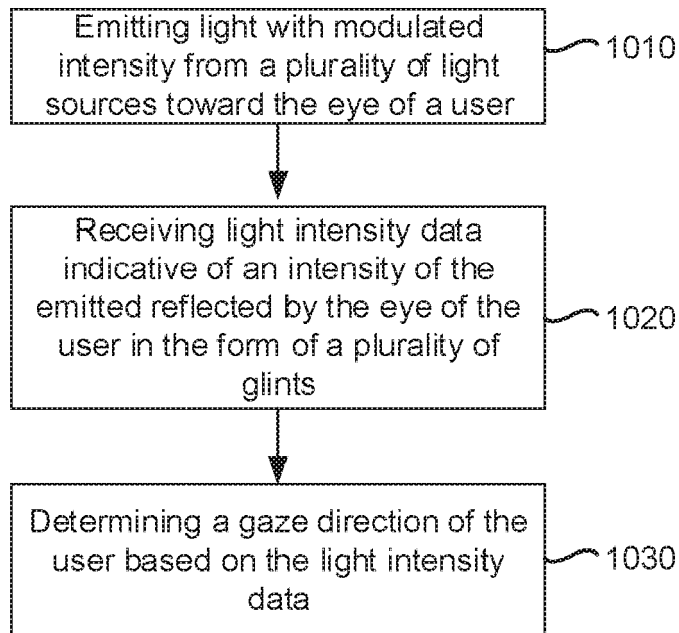 Emitting light with modulated
intensity from a plurality of light
sources toward the eye of a user
1010
Receiving light intensity data
indicative of an intensity of the
emitted reflected by the eye of the
user in the form of a plurality of
glints
1020
Determining a gaze direction of the
user based on the light intensity
data
1030